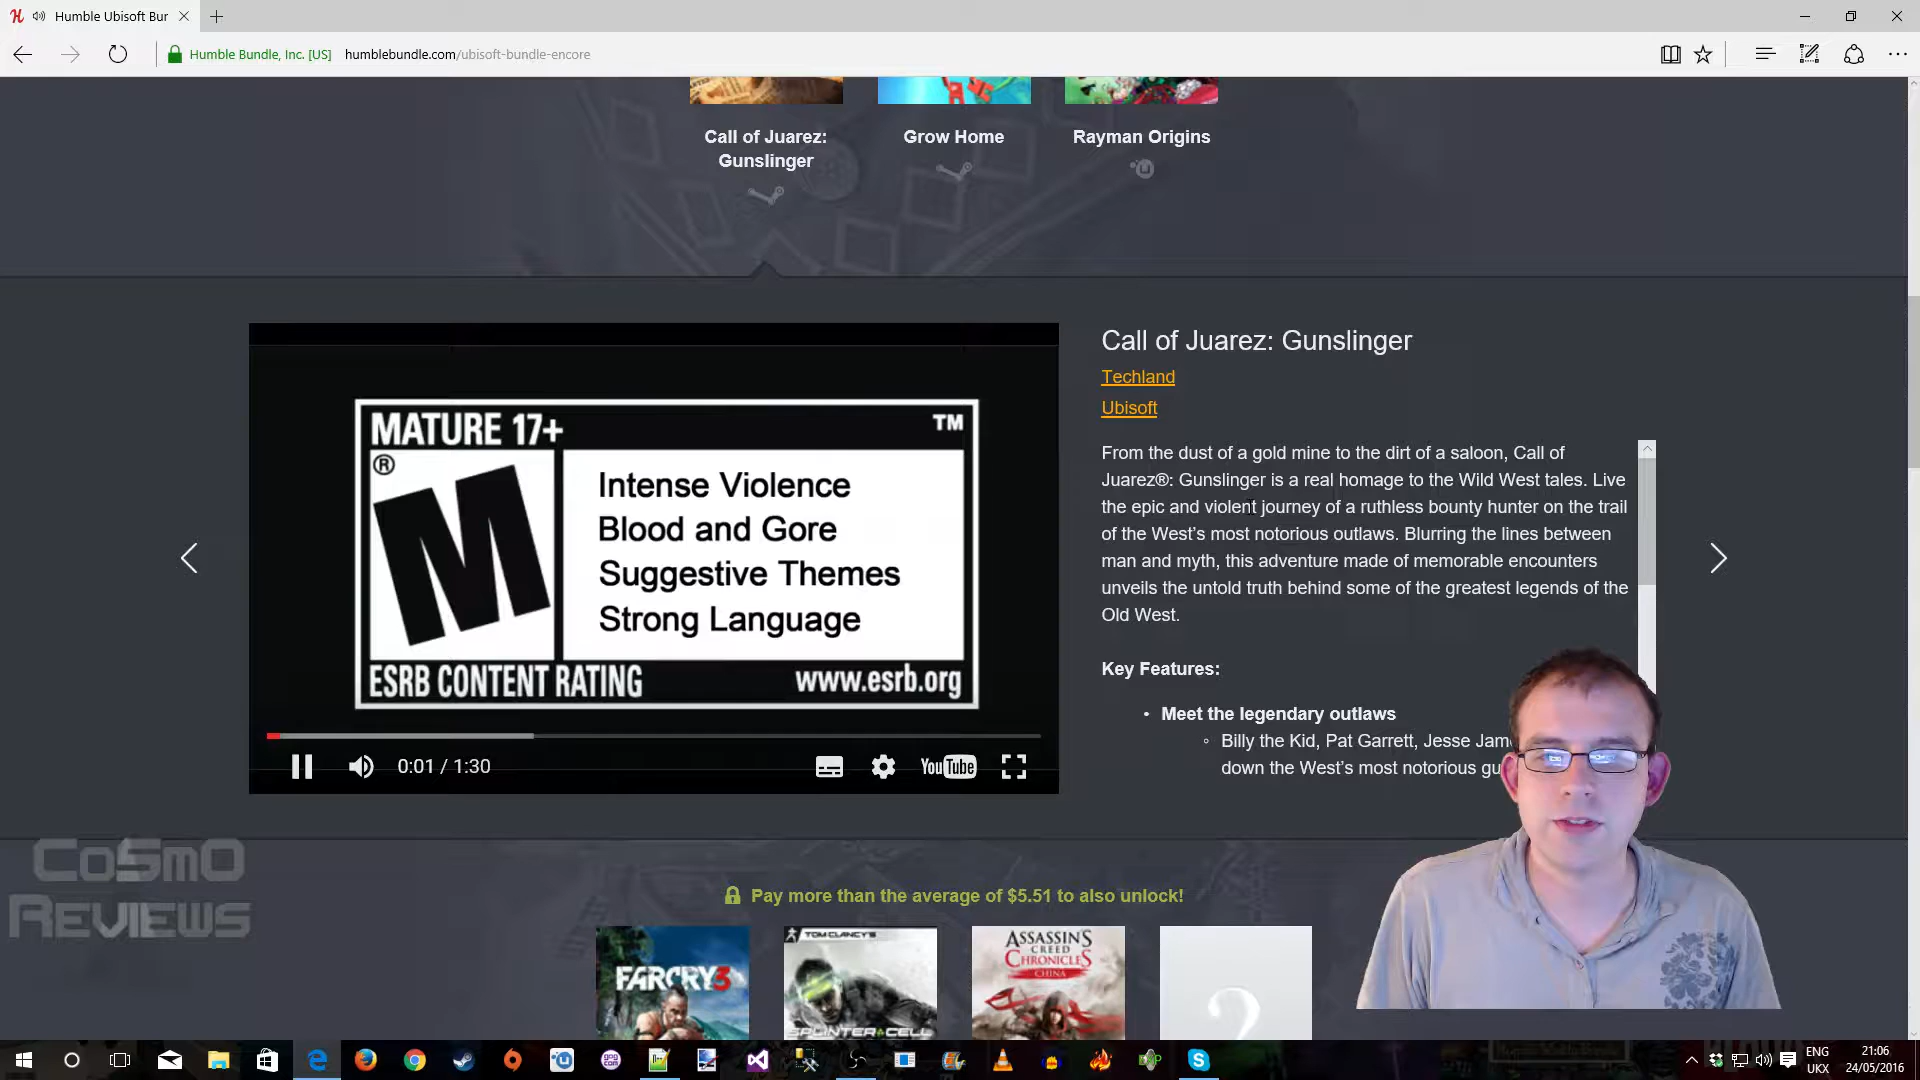 Humble Ubisoft Bur
Humble Bundle, Inc. [US]
humblebundle.com/ubisoft-bundle-encore
Call of Juarez:
Gunslinger
Grow Home
Rayman Origins
MATURE 17+
TM
®
M
Intense Violence
Blood and Gore
Suggestive Themes
Strong Language
ESRB CONTENT RATING
www.esrb.org
0:01 / 1:30
YouTube
Call of Juarez: Gunslinger
Techland
Ubisoft
From the dust of a gold mine to the dirt of a saloon, Call of
Juarez®: Gunslinger is a real homage to the Wild West tales. Live
the epic and violent journey of a ruthless bounty hunter on the trail
of the West’s most notorious outlaws. Blurring the lines between
man and myth, this adventure made of memorable encounters
unveils the untold truth behind some of the greatest legends of the
Old West.
Key Features:
• Meet the legendary outlaws
◦ Billy the Kid, Pat Garrett, Jesse Jam
down the West’s most notorious gu
CoSmO
Reviews
Pay more than the average of $5.51 to also unlock!
FARCRY3
TOM CLANCY'S
SPLINTER CELL
ASSASSIN'S
CREED
CHRONICLES
CHINA
?
ENG
UKX
21:06
24/05/2016